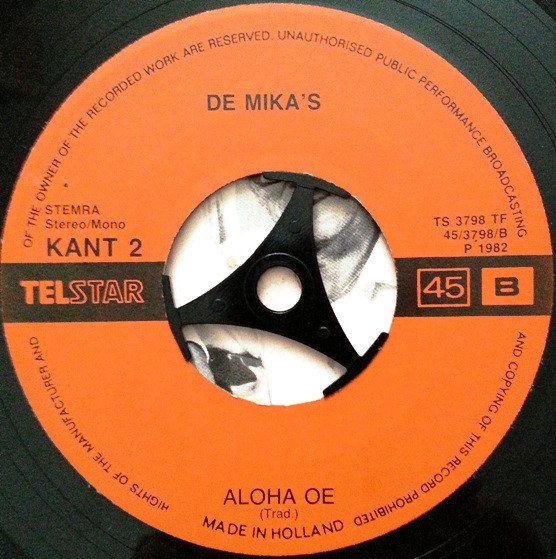 RIGHTS OF THE MANUFACTURER AND OF THE OWNER OF THE RECORDED WORK ARE RESERVED. UNAUTHORISED PUBLIC PERFORMANCE BROADCASTING AND COPYING OF THIS RECORD PROHIBITED
DE MIKA'S
STEMRA
Stereo/Mono
KANT 2
TS 3798 TF
45/3798/B
P 1982
TELSTAR
45 B
ALOHA OE
(Trad.)
MADE IN HOLLAND